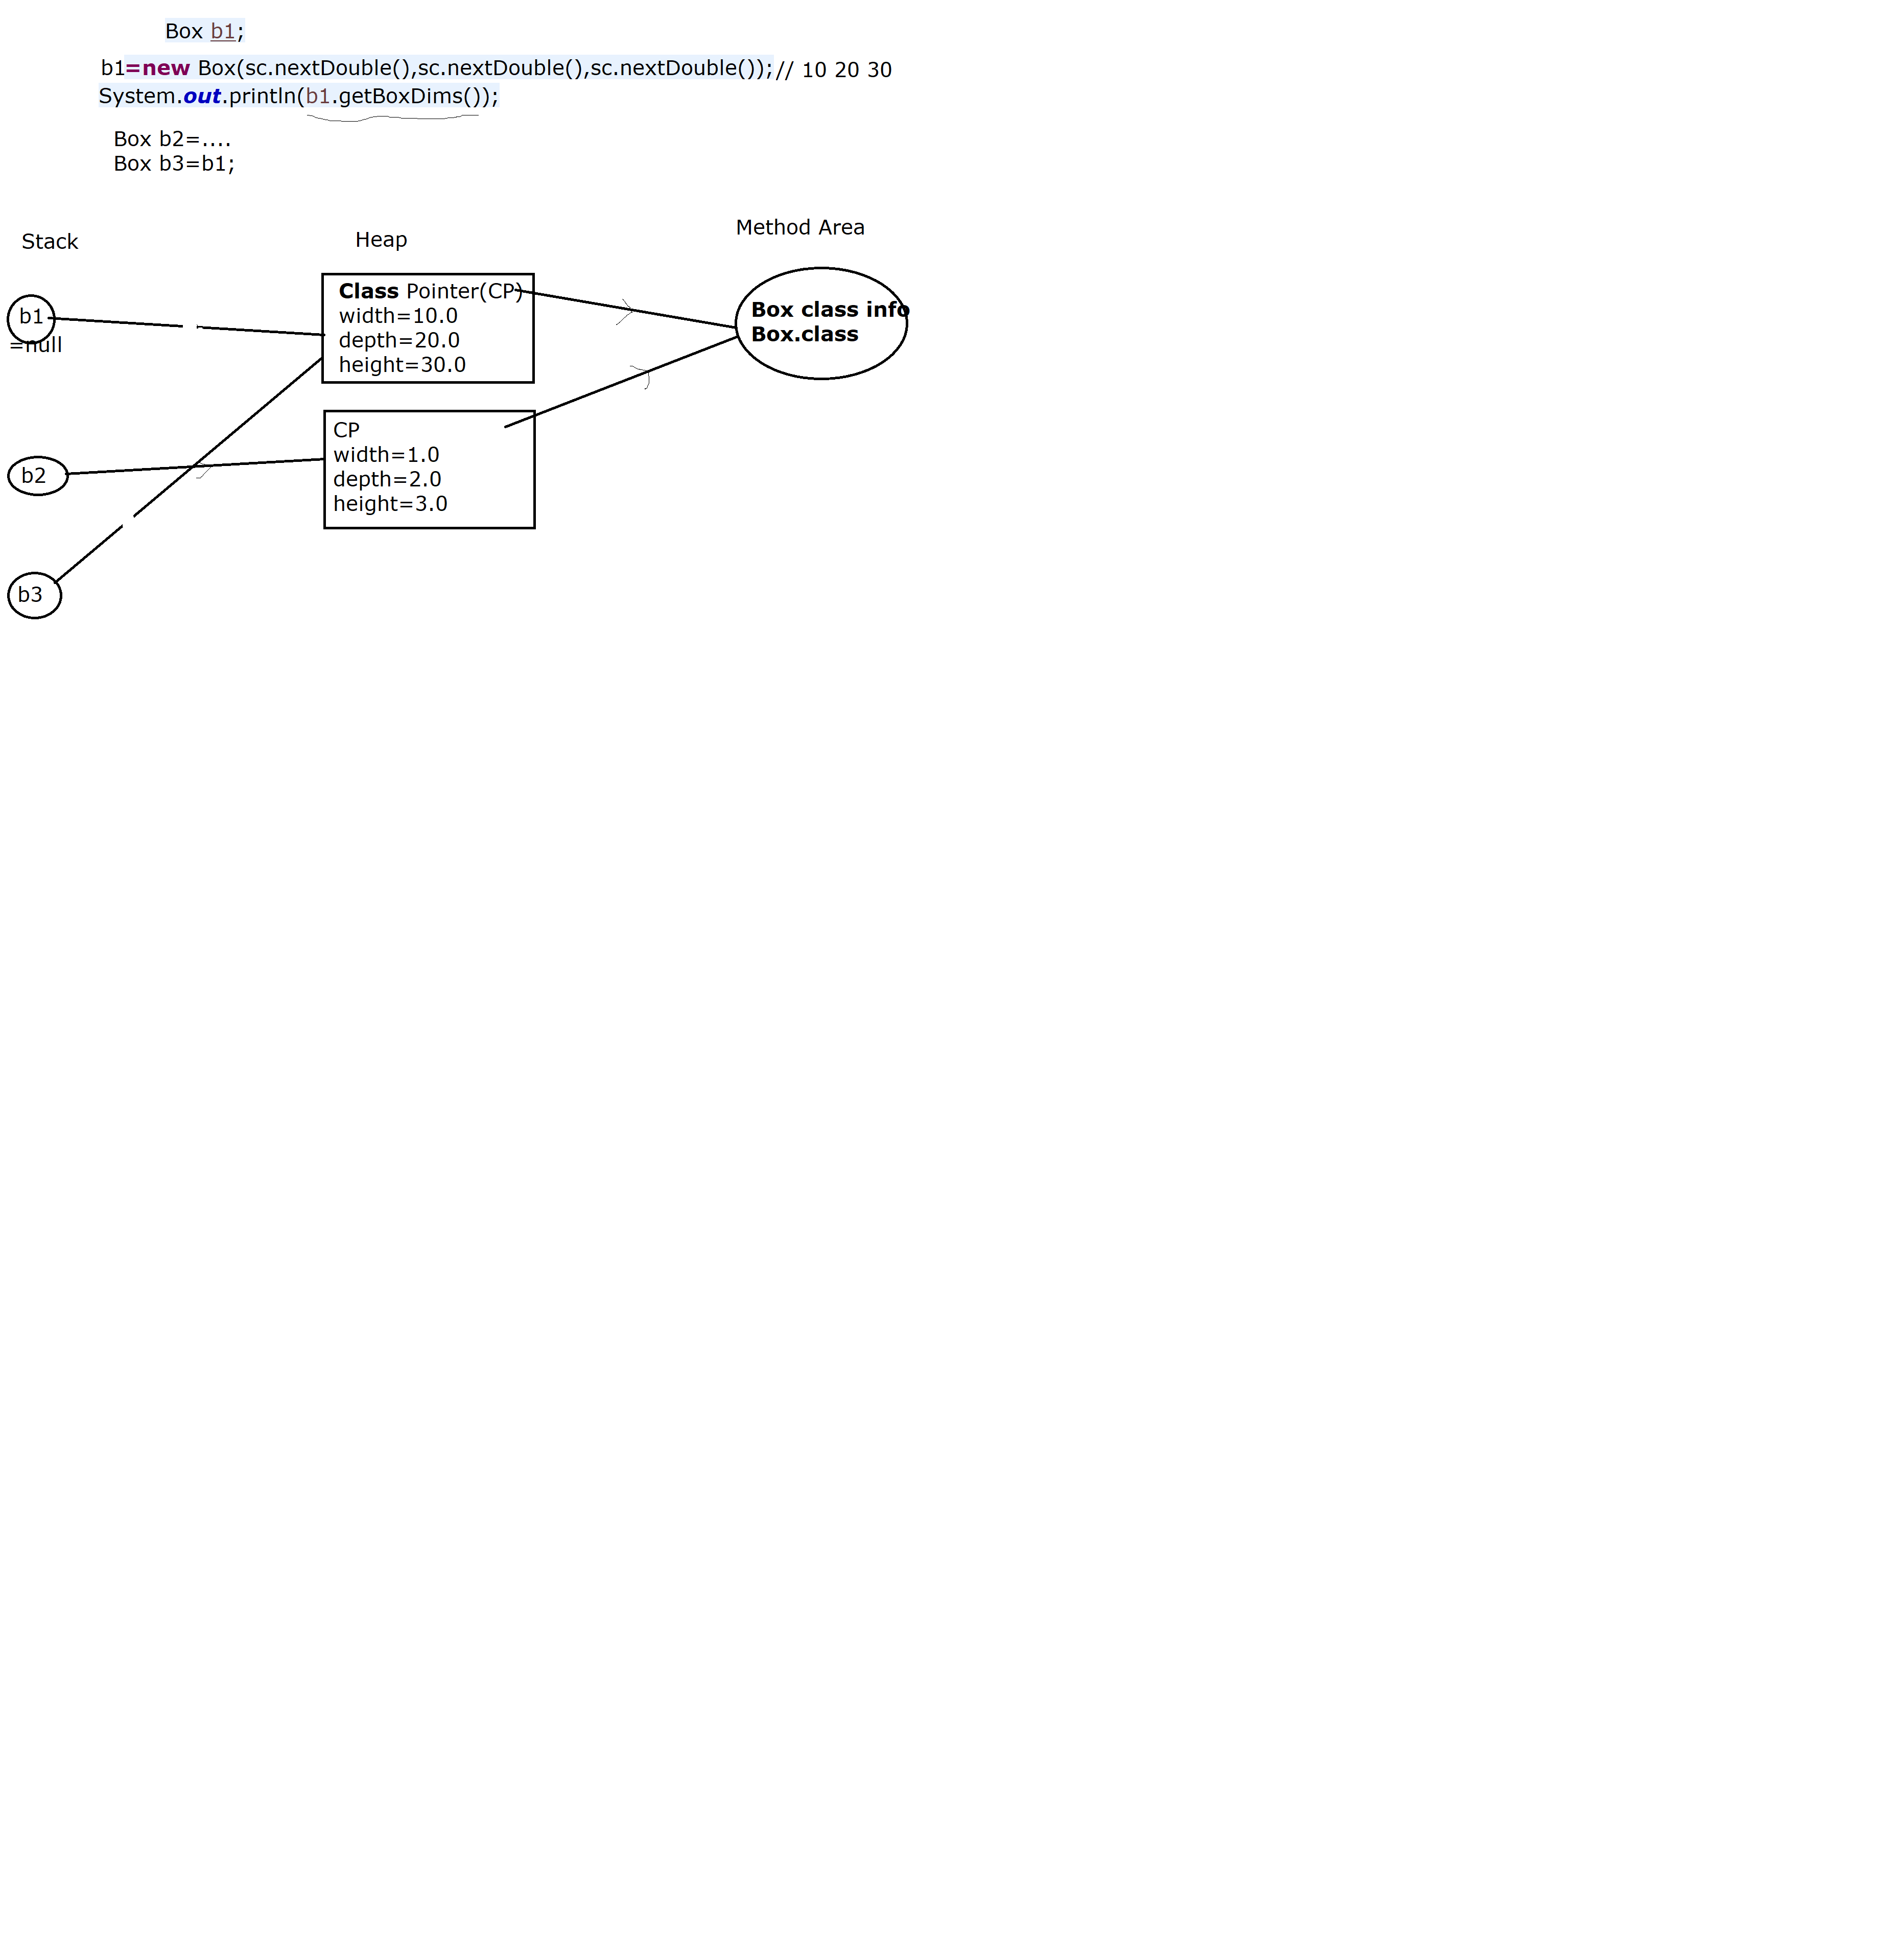 Box b1;
b1=new Box(sc.nextDouble(),sc.nextDouble(),sc.nextDouble());// 10 20 30
System.out.println(b1.getBoxDims());
Box b2=....
Box b3=b1;
Stack
Heap
Method Area
b1
=null
Class Pointer(CP)
width=10.0
depth=20.0
height=30.0
Box class info
Box.class
b2
CP
width=1.0
depth=2.0
height=3.0
b3